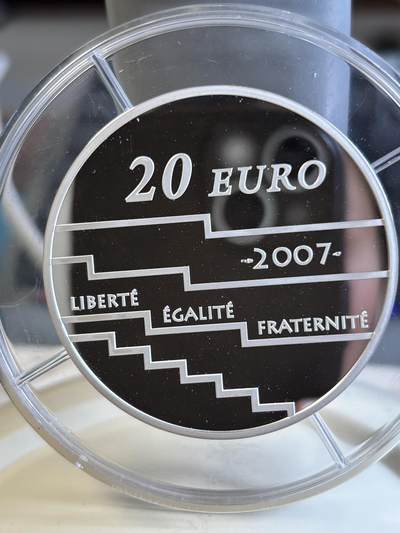 20 EURO
-2007-
LIBERTÉ
ÉGALITÉ
FRATERNITÉ